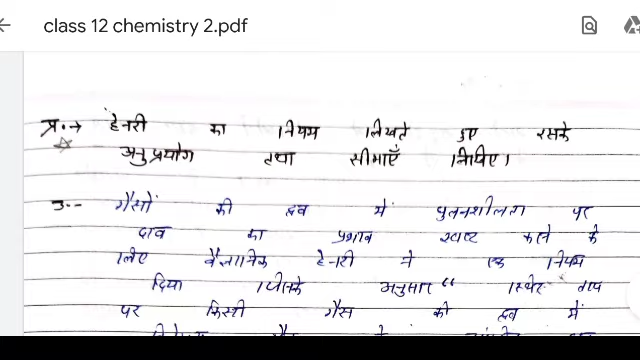 class 12 chemistry 2.pdf
प्र.→ हेनरी का नियम लिखते हुए इसके
अनुप्रयोग तथा सीमाएँ लिखिए।
उ-- गैसों की द्रव में घुलनशीलता पर
दाब का प्रभाव स्पष्ट करने के
लिए वैज्ञानिक हेनरी ने एक नियम
दिया जिसके अनुसार "स्थिर ताप
पर किसी गैस की द्रव में